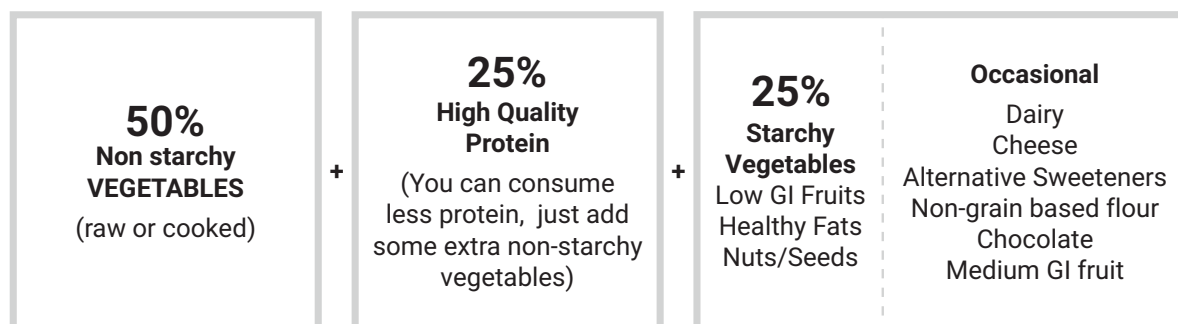 50%
Non starchy
VEGETABLES
(raw or cooked)
+
25%
High Quality
Protein
(You can consume
less protein, just add
some extra non-starchy
vegetables)
+
25%
Starchy
Vegetables
Low GI Fruits
Healthy Fats
Nuts/Seeds
Occasional
Dairy
Cheese
Alternative Sweeteners
Non-grain based flour
Chocolate
Medium GI fruit